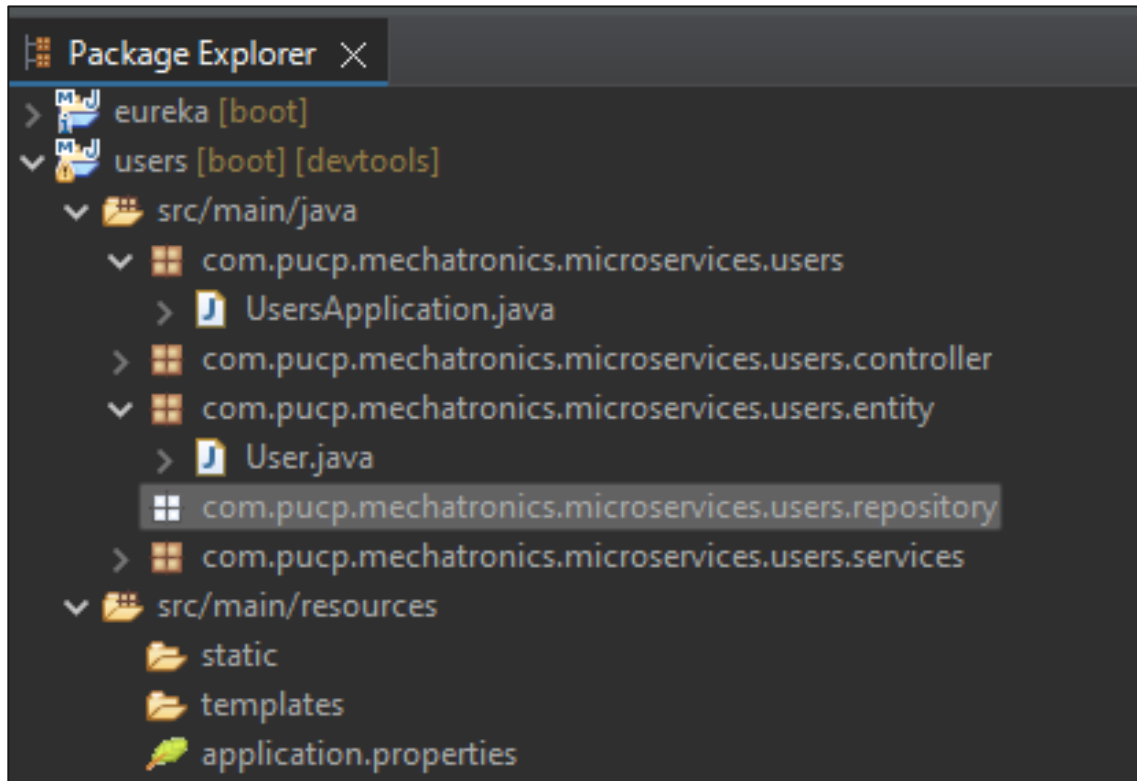 Package Explorer
eureka [boot]
users [boot] [devtools]
src/main/java
com.pucp.mechatronics.microservices.users
UsersApplication.java
com.pucp.mechatronics.microservices.users.controller
com.pucp.mechatronics.microservices.users.entity
User.java
com.pucp.mechatronics.microservices.users.repository
com.pucp.mechatronics.microservices.users.services
src/main/resources
static
templates
application.properties